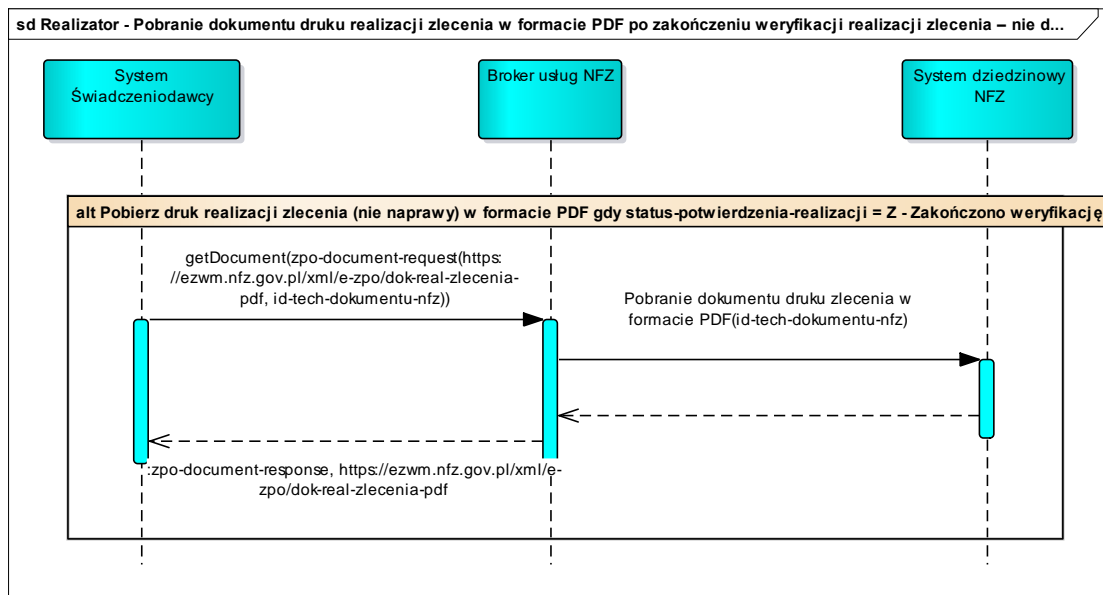 sd Realizator - Pobranie dokumentu druku realizacji zlecenia w formacie PDF po zakończeniu weryfikacji realizacji zlecenia – nie d...
System
Świadczeniodawcy
Broker usług NFZ
System dziedzinowy
NFZ
alt Pobierz druk realizacji zlecenia (nie naprawy) w formacie PDF gdy status-potwierdzenia-realizacji = Z - Zakończono weryfikację
getDocument(zpo-document-request(https:
//ezwm.nfz.gov.pl/xml/e-zpo/dok-real-zlecenia-
pdf, id-tech-dokumentu-nfz))
Pobranie dokumentu druku zlecenia w
formacie PDF(id-tech-dokumentu-nfz)
:zpo-document-response, https://ezwm.nfz.gov.pl/xml/e-
zpo/dok-real-zlecenia-pdf